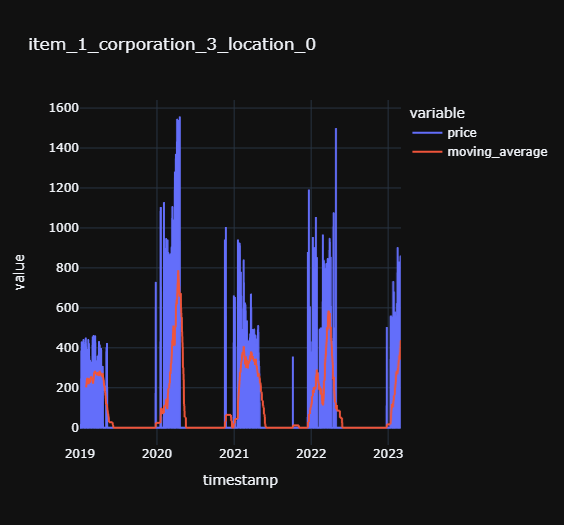 item_1_corporation_3_location_0
variable
price
moving_average
value
1600
1400
1200
1000
800
600
400
200
0
2019 2020 2021 2022 2023
timestamp